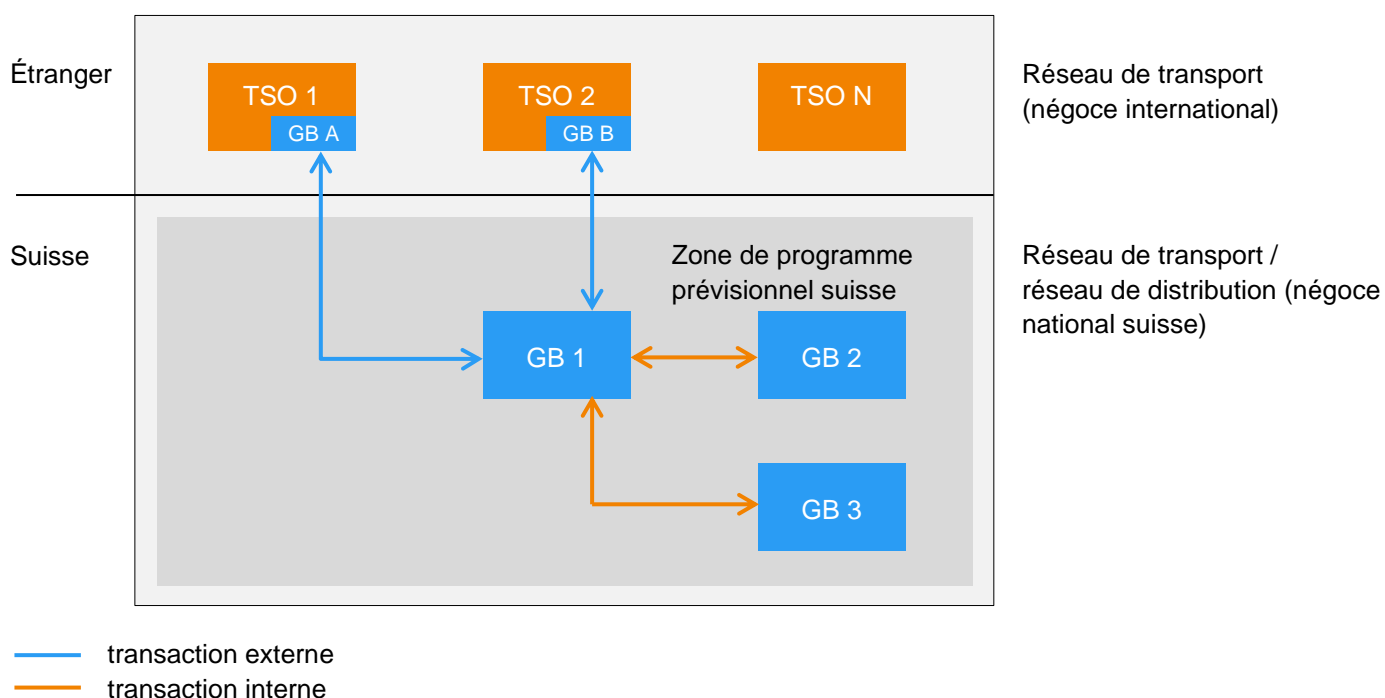 Étranger
TSO 1
GB A
TSO 2
GB B
TSO N
Réseau de transport
(négoce international)
Suisse
Zone de programme
prévisionnel suisse
Réseau de transport /
réseau de distribution (négoce
national suisse)
GB 1
GB 2
GB 3
transaction externe
transaction interne